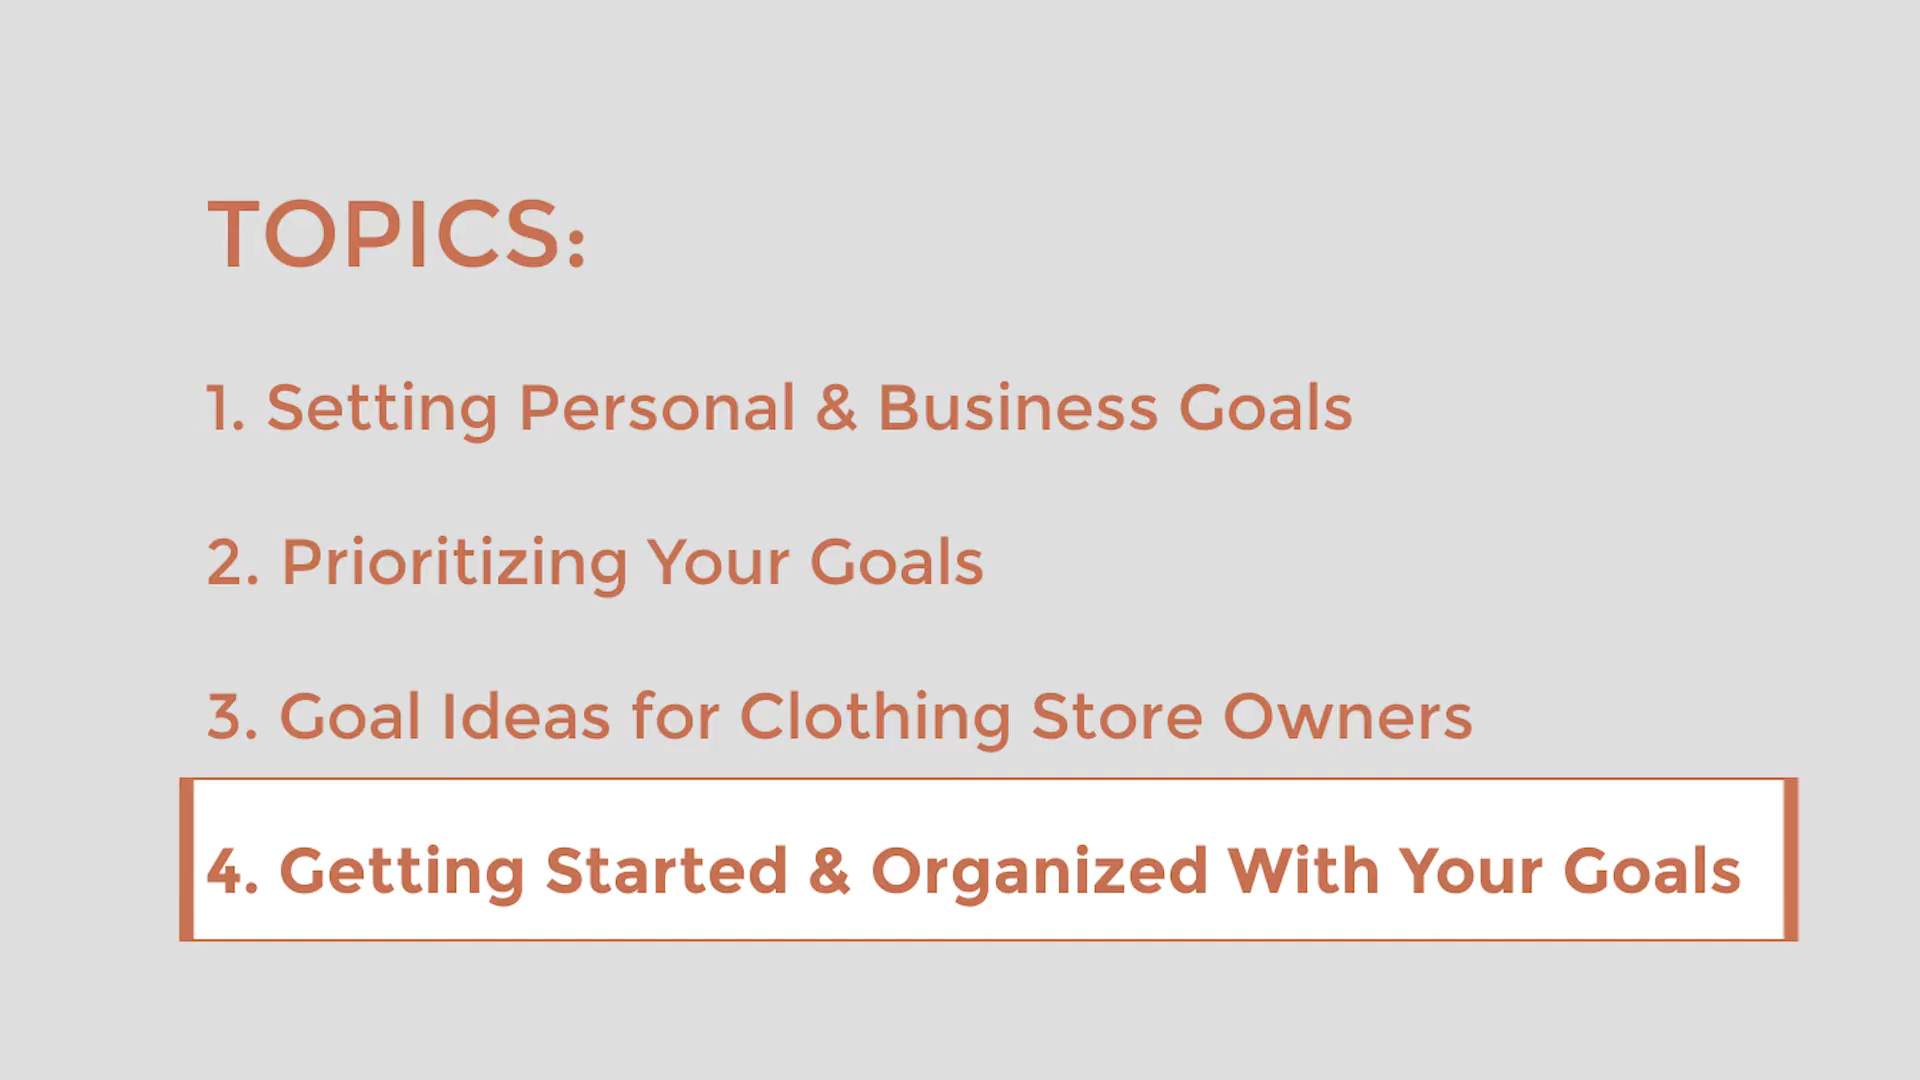 TOPICS:
1. Setting Personal & Business Goals
2. Prioritizing Your Goals
3. Goal Ideas for Clothing Store Owners
4. Getting Started & Organized With Your Goals